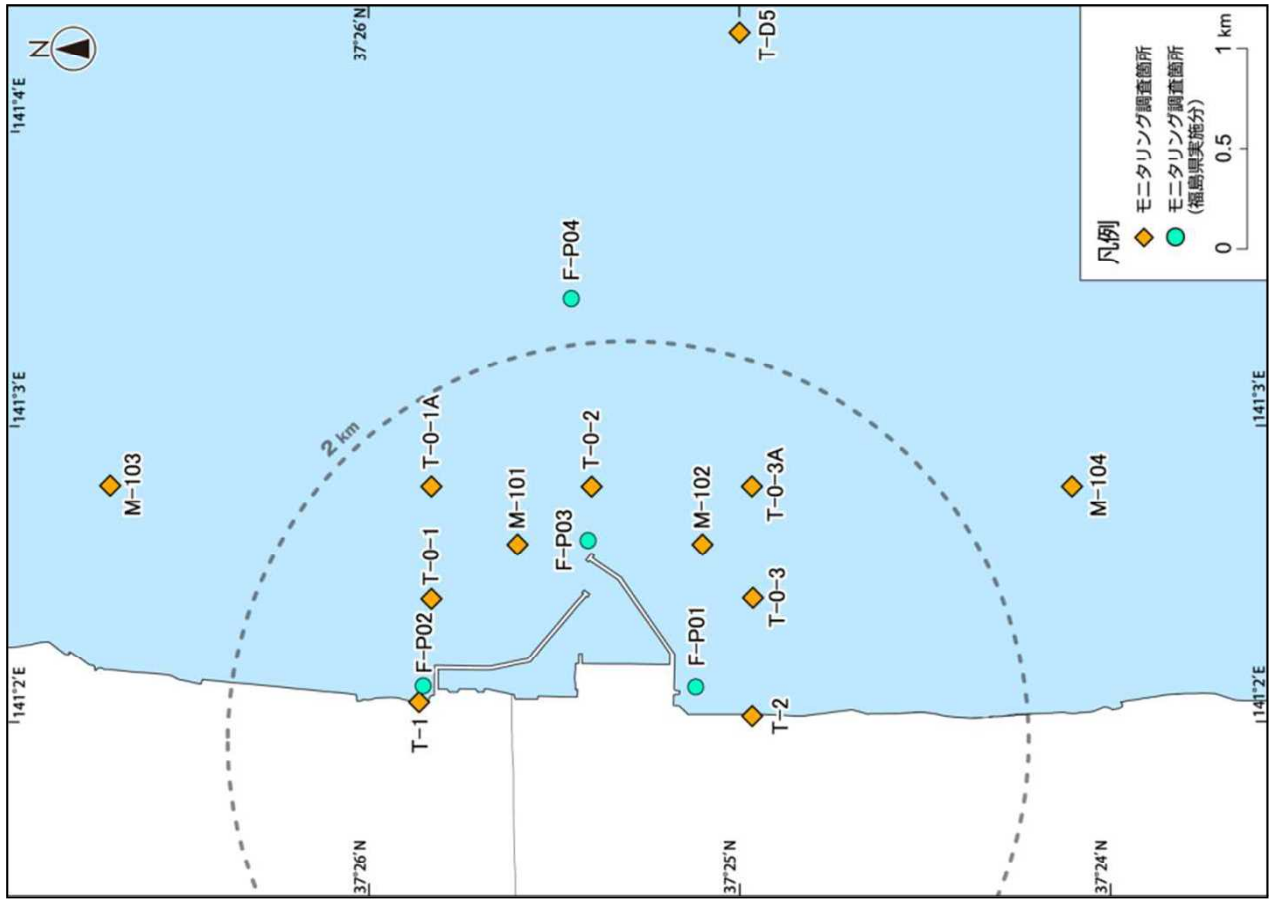 N
141°2′E
141°3′E
141°4′E
M-103
2 km
37°26′N
37°26′N
T-1
F-P02
T-0-1
T-0-1A
M-101
F-P03
T-0-2
F-P04
F-P01
M-102
37°25′N
T-2
T-0-3
T-0-3A
T-D5
M-104
37°24′N
141°2′E
141°3′E
凡例
モニタリング調査箇所
モニタリング調査箇所
(福島県実施分)
0 0.5 1 km